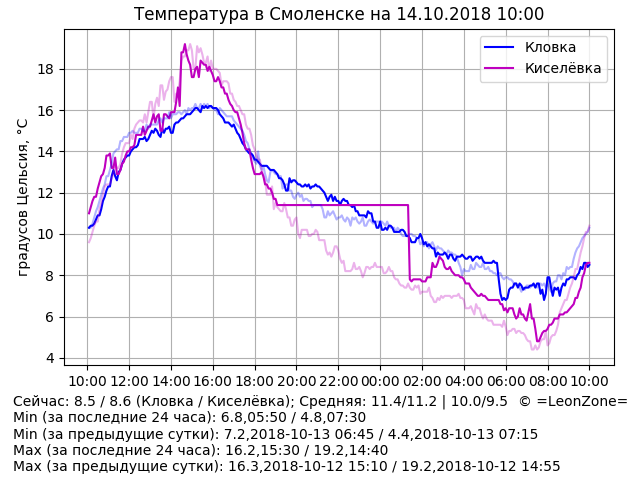 Температура в Смоленске на 14.10.2018 10:00
Кловка
Киселёвка
градусов Цельсия, °C
18
16
14
12
10
8
6
4
10:00 12:00 14:00 16:00 18:00 20:00 22:00 00:00 02:00 04:00 06:00 08:00 10:00
Сейчас: 8.5 / 8.6 (Кловка / Киселёвка); Средняя: 11.4/11.2 | 10.0/9.5 © =LeonZone=
Min (за последние 24 часа): 6.8,05:50 / 4.8,07:30
Min (за предыдущие сутки): 7.2,2018-10-13 06:45 / 4.4,2018-10-13 07:15
Max (за последние 24 часа): 16.2,15:30 / 19.2,14:40
Max (за предыдущие сутки): 16.3,2018-10-12 15:10 / 19.2,2018-10-12 14:55